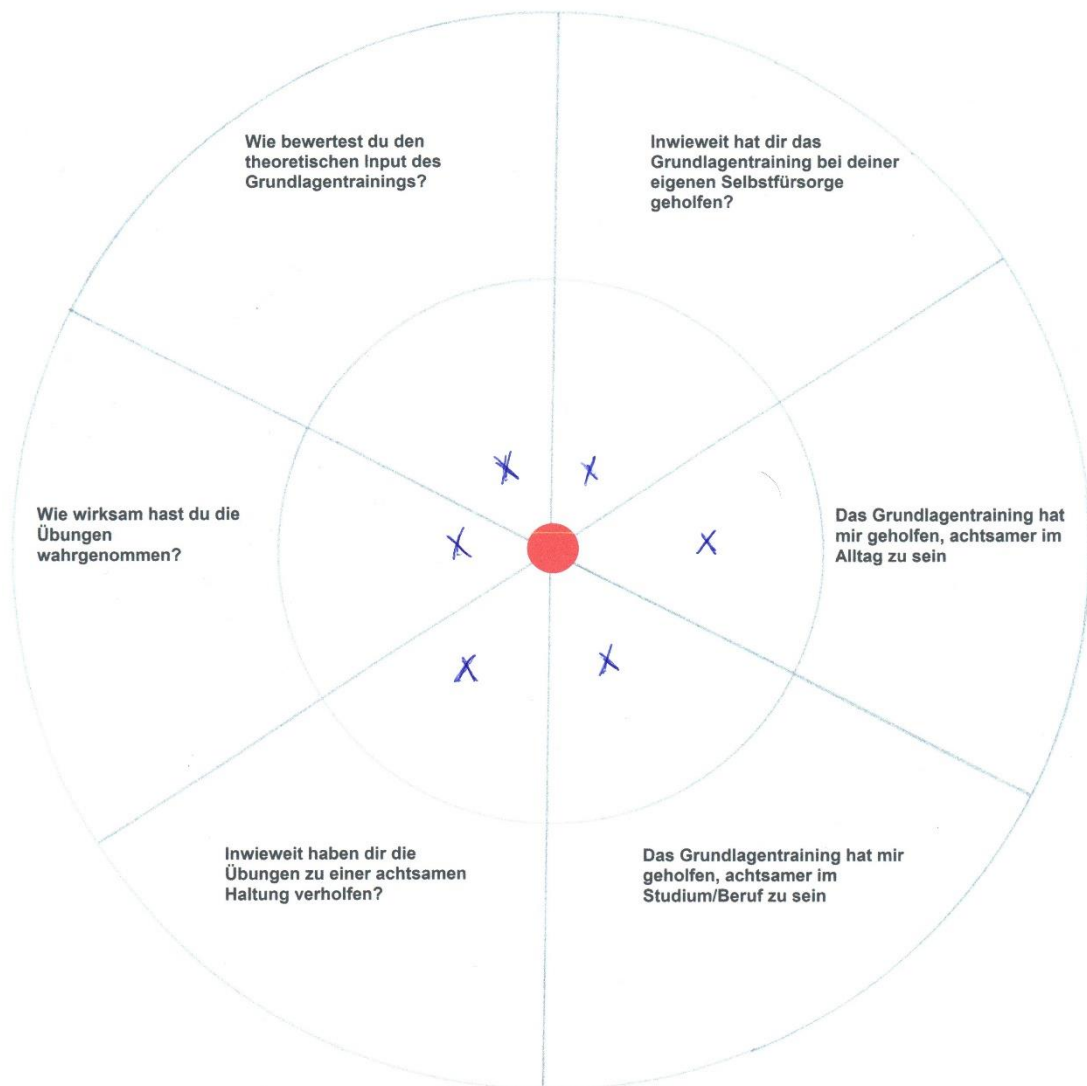 Wie bewertest du den
theoretischen Input des
Grundlagentrainings?
Inwieweit hat dir das
Grundlagentraining bei deiner
eigenen Selbstfürsorge
geholfen?
Wie wirksam hast du die
Übungen
wahrgenommen?
Das Grundlagentraining hat
mir geholfen, achtsamer im
Alltag zu sein
Inwieweit haben dir die
Übungen zu einer achtsamen
Haltung verholfen?
Das Grundlagentraining hat mir
geholfen, achtsamer im
Studium/Beruf zu sein